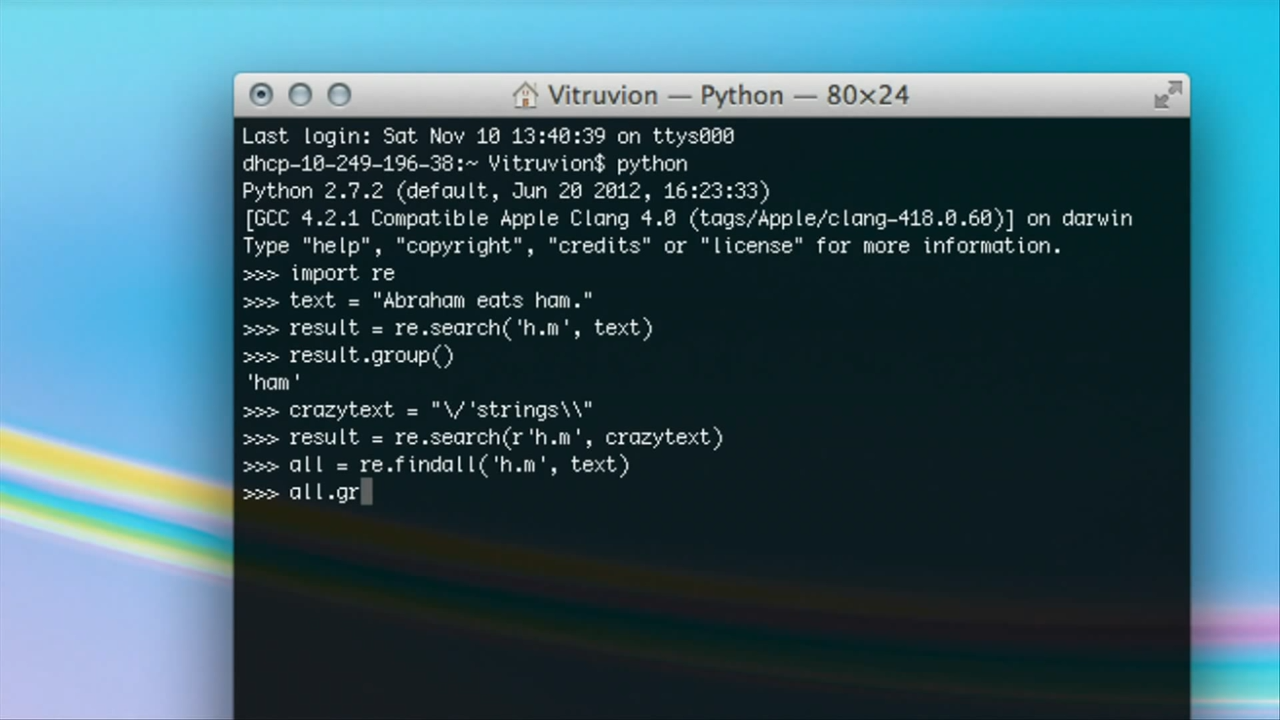 Vitruvion — Python — 80×24
Last login: Sat Nov 10 13:40:39 on ttys000
dhcp-10-249-196-38:~ Vitruvion$ python
Python 2.7.2 (default, Jun 20 2012, 16:23:33)
[GCC 4.2.1 Compatible Apple Clang 4.0 (tags/Apple/clang-418.0.60)] on darwin
Type "help", "copyright", "credits" or "license" for more information.
>>> import re
>>> text = "Abraham eats ham."
>>> result = re.search('h.m', text)
>>> result.group()
'ham'
>>> crazytext = "\/'strings\\"
>>> result = re.search(r'h.m', crazytext)
>>> all = re.findall('h.m', text)
>>> all.gr